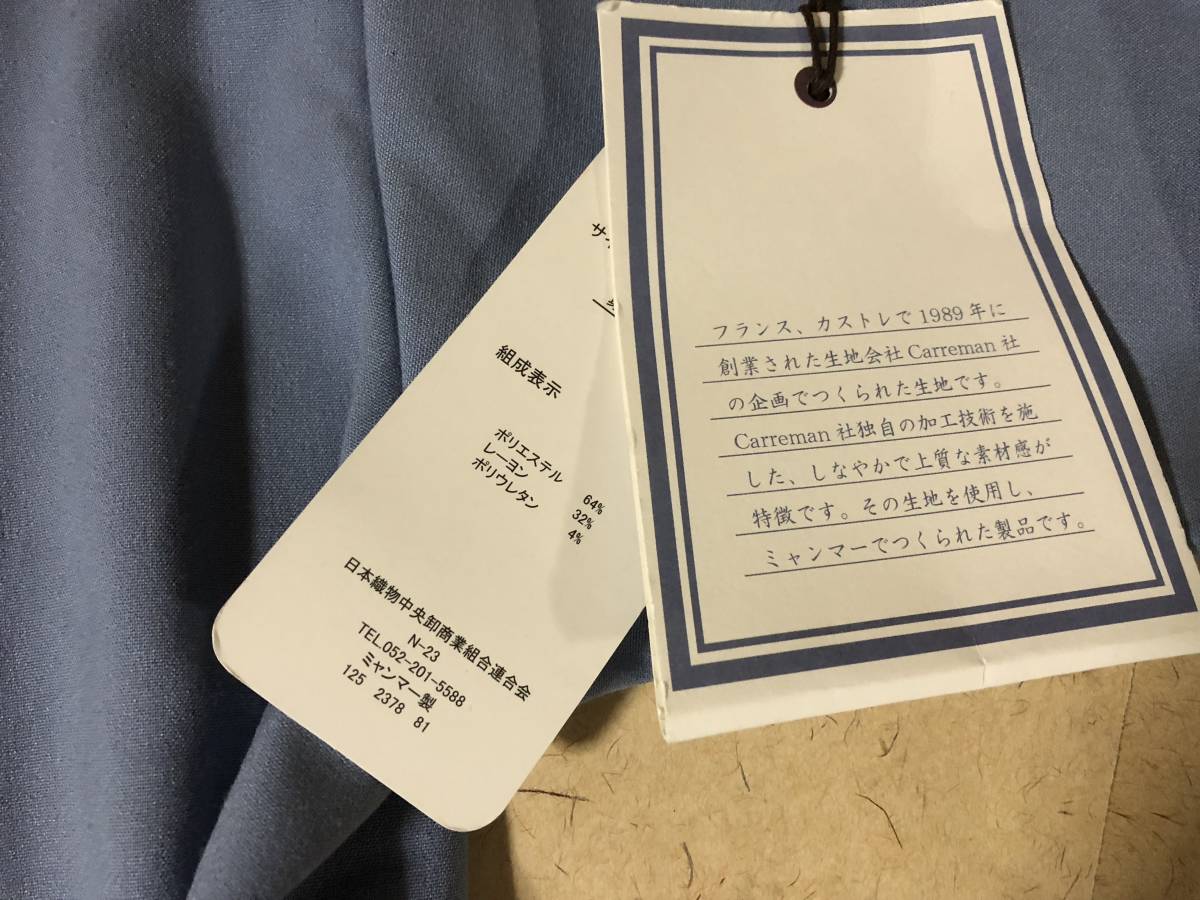 組成表示
ポリエステル 64%
レーヨン 32%
ポリウレタン 4%
日本織物中央卸商業組合連合会
N-23
TEL.052-201-5588
ミャンマー製
125 2378 81
フランス、カストレで1989年に
創業された生地会社Carreman社
の企画でつくられた生地です。
Carreman社独自の加工技術を施
した、しなやかで上質な素材感が
特徴です。その生地を使用し、
ミャンマーでつくられた製品です。